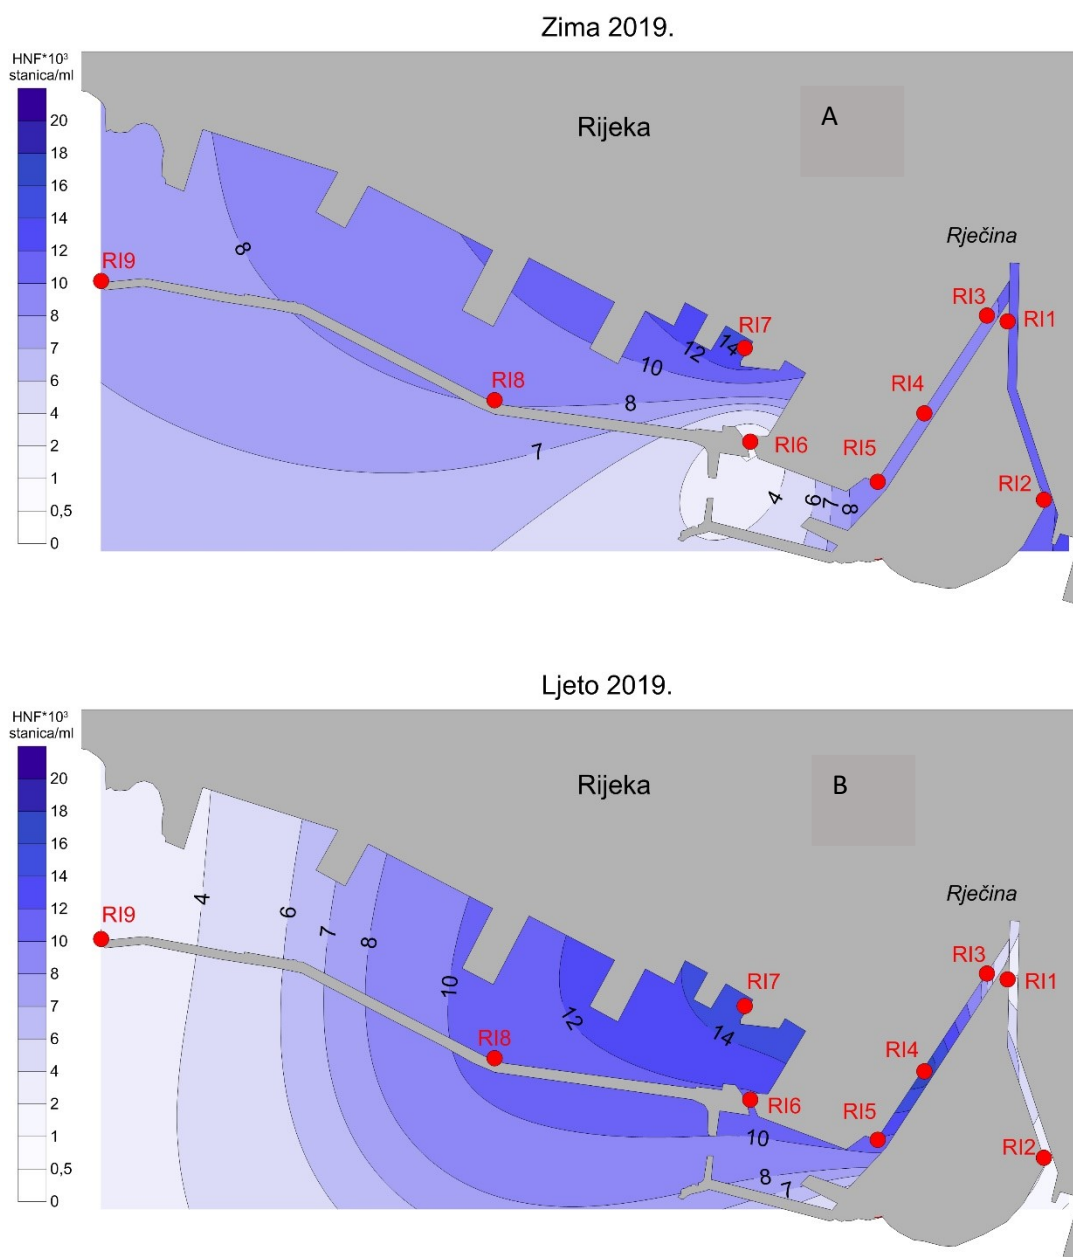 Zima 2019.
HNF*10³
stanica/ml
20
18
16
14
12
10
8
7
6
4
2
1
0,5
0
A
Rijeka
Rječina
RI9
8
RI3
RI1
RI7
12
14
10
RI8
8
RI4
7
RI6
RI5
4
6
7
8
RI2
Ljeto 2019.
HNF*10³
stanica/ml
20
18
16
14
12
10
8
7
6
4
2
1
0,5
0
B
Rijeka
Rječina
RI9
4
6
7
8
10
12
14
RI7
RI3
RI1
RI8
RI4
RI6
RI5
10
8
7
RI2